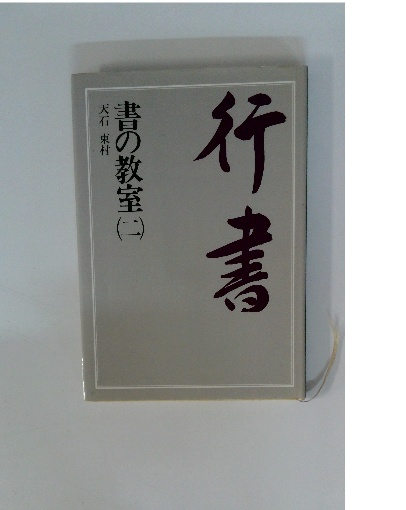 行書
書の教室(二)
天石 東村